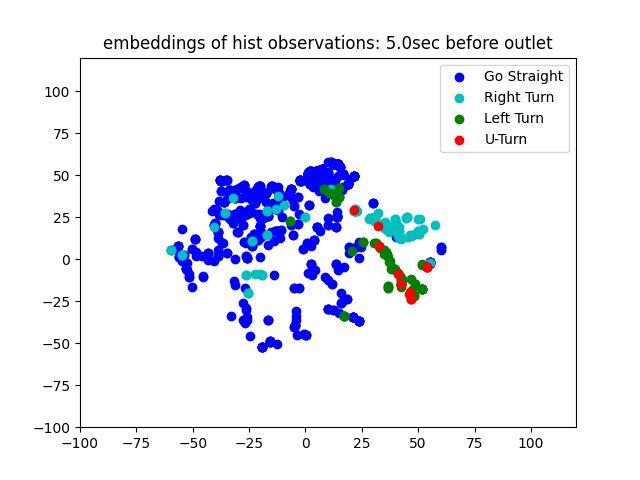 embeddings of hist observations: 5.0sec before outlet
Go Straight
Right Turn
Left Turn
U-Turn
100
75
50
25
0
−25
−50
−75
−100
−100 −75 −50 −25 0 25 50 75 100